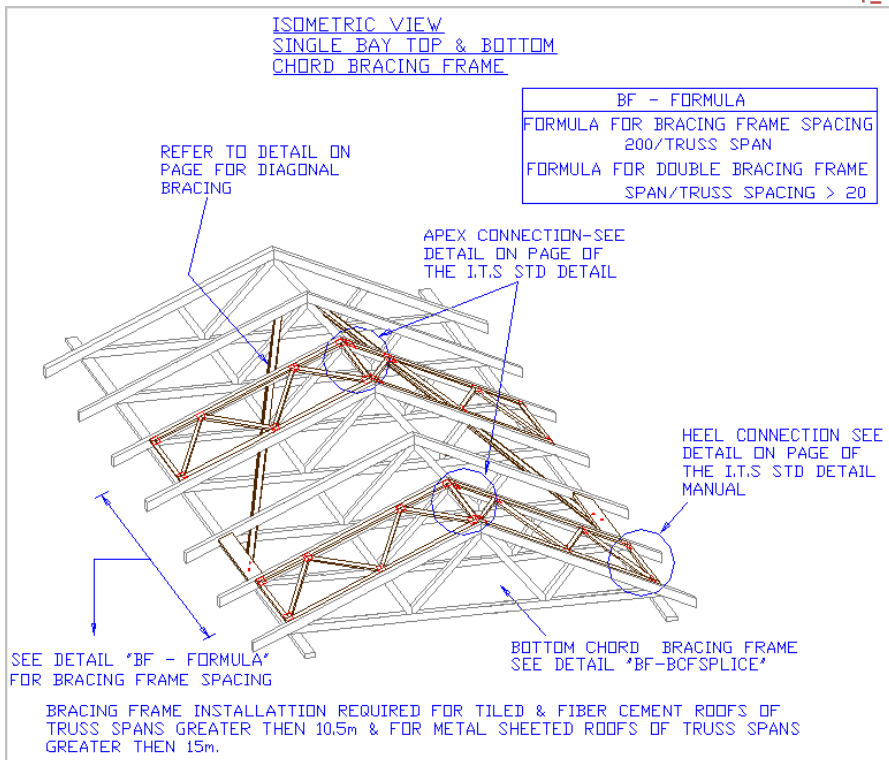 ISOMETRIC VIEW
SINGLE BAY TOP & BOTTOM
CHORD BRACING FRAME
BF - FORMULA
FORMULA FOR BRACING FRAME SPACING
200/TRUSS SPAN
FORMULA FOR DOUBLE BRACING FRAME
SPAN/TRUSS SPACING > 20
REFER TO DETAIL ON
PAGE FOR DIAGONAL
BRACING
APEX CONNECTION-SEE
DETAIL ON PAGE OF
THE I.T.S STD DETAIL
HEEL CONNECTION SEE
DETAIL ON PAGE OF
THE I.T.S STD DETAIL
MANUAL
BOTTOM CHORD BRACING FRAME
SEE DETAIL "BF-BCFSPLICE"
SEE DETAIL "BF - FORMULA"
FOR BRACING FRAME SPACING
BRACING FRAME INSTALLATTION REQUIRED FOR TILED & FIBER CEMENT ROOFS OF
TRUSS SPANS GREATER THEN 10.5m & FOR METAL SHEETED ROOFS OF TRUSS SPANS
GREATER THEN 15m.